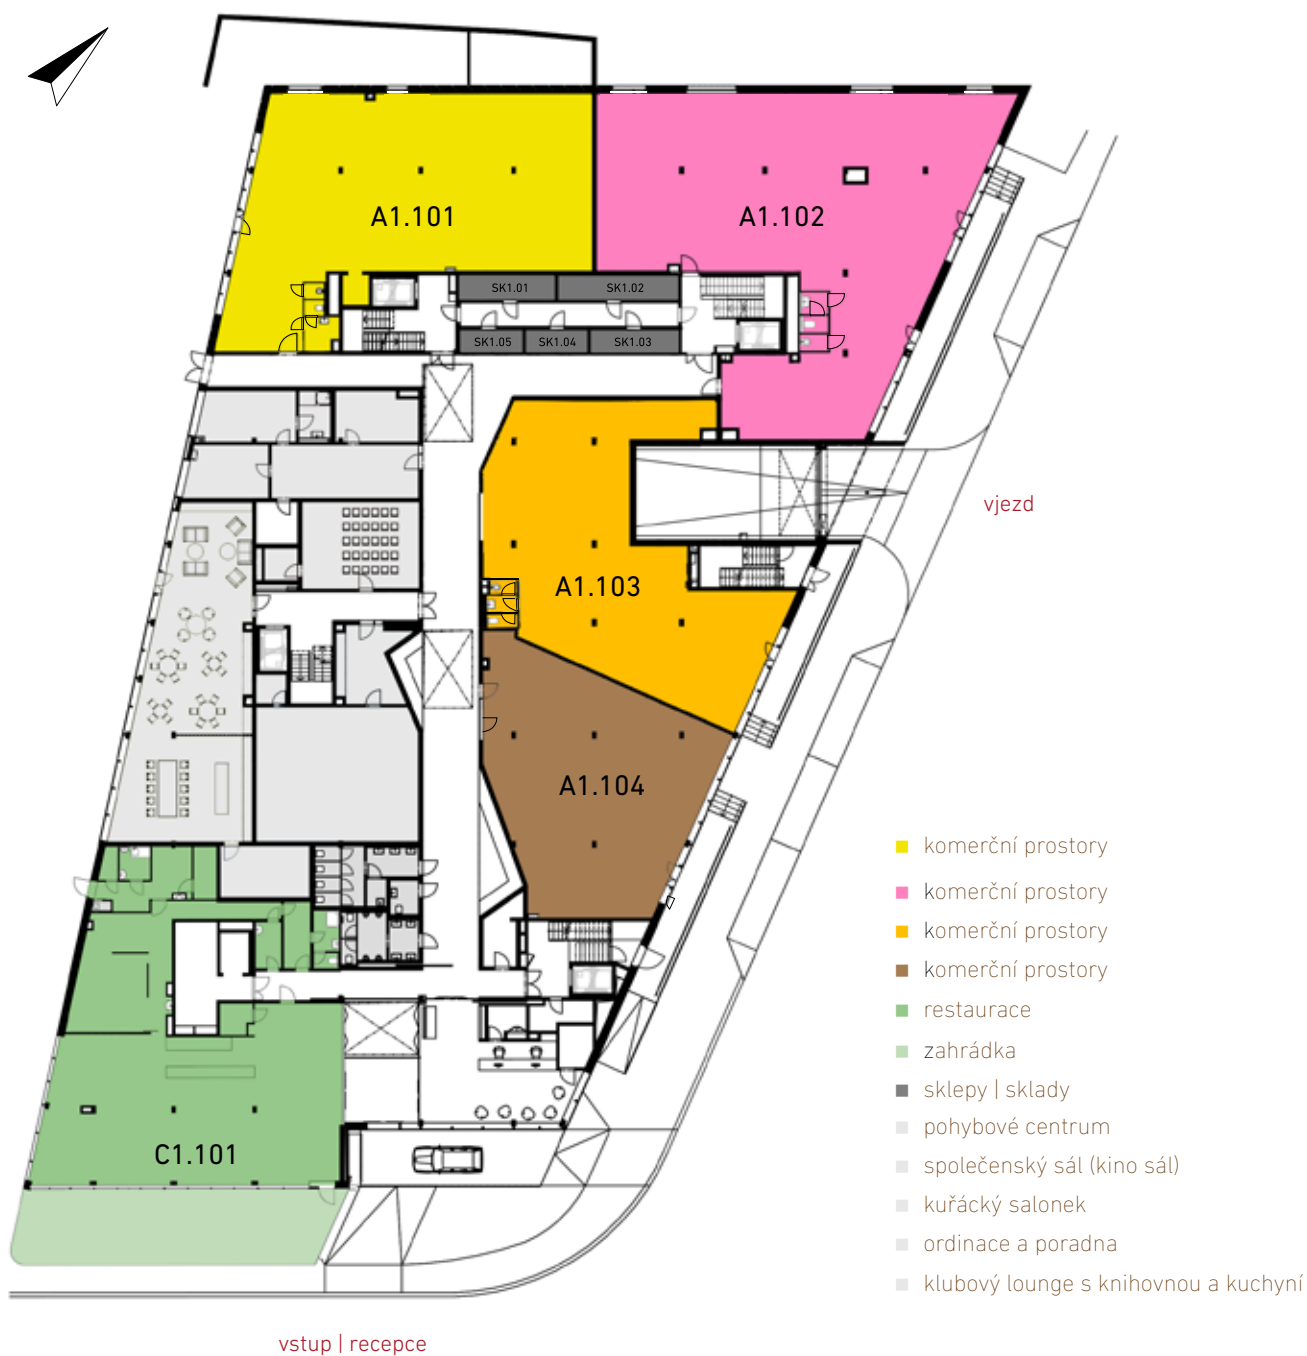 A1.101
A1.102
SK1.01
SK1.02
SK1.05
SK1.04
SK1.03
vjezd
A1.103
A1.104
C1.101
komerční prostory
komerční prostory
komerční prostory
komerční prostory
restaurace
zahrádka
sklepy | sklady
pohybové centrum
společenský sál (kino sál)
kuřácký salonek
ordinace a poradna
klubový lounge s knihovnou a kuchyní
vstup | recepce